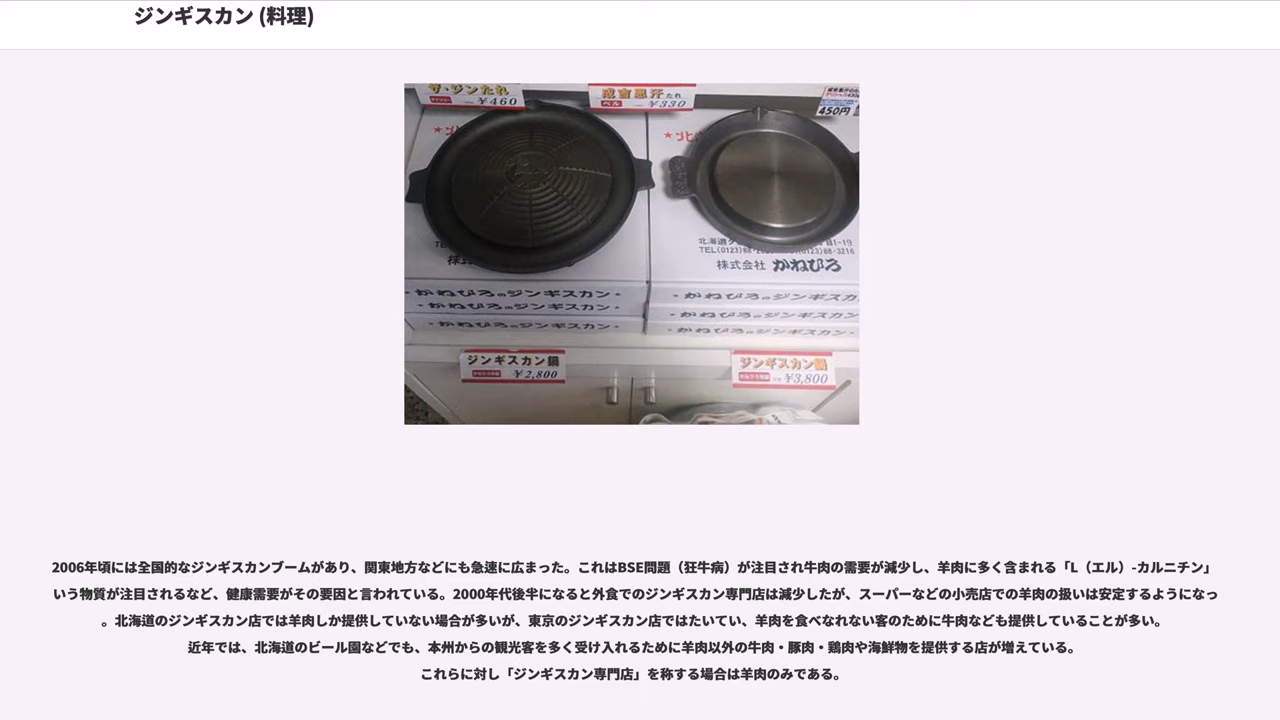 ジンギスカン (料理)
ザ・ジンたれ
¥460
成吉思汗たれ
ベル ¥330
450円
北海道
TEL(0123)88-
88-3216
株式会社 かねひろ
かねひろのジンギスカン
かねひろのジンギスカン
かねひろのジンギスカン
かねひろのジンギスカ
かねひろのジンギスカン
かねひろのジンギスカン
ジンギスカン鍋
¥2,800
ジンギスカン鍋
¥3,800
2006年頃には全国的なジンギスカンブームがあり、関東地方などにも急速に広まった。これはBSE問題（狂牛病）が注目され牛肉の需要が減少し、羊肉に多く含まれる「L（エル）-カルニチン」
いう物質が注目されるなど、健康需要がその要因と言われている。2000年代後半になると外食でのジンギスカン専門店は減少したが、スーパーなどの小売店での羊肉の扱いは安定するようになっ
。北海道のジンギスカン店では羊肉しか提供していない場合が多いが、東京のジンギスカン店ではたいてい、羊肉を食べなれない客のために牛肉なども提供していることが多い。
近年では、北海道のビール園などでも、本州からの観光客を多く受け入れるために羊肉以外の牛肉・豚肉・鶏肉や海鮮物を提供する店が増えている。
これらに対し「ジンギスカン専門店」を称する場合は羊肉のみである。